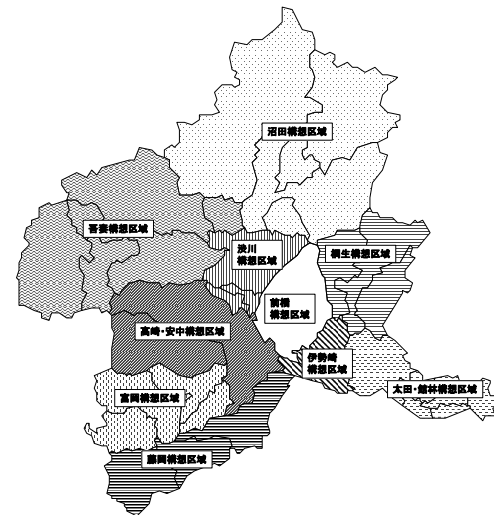 沼田構想区域
吾妻構想区域
渋川
構想区域
桐生構想区域
前橋
構想区域
高崎・安中構想区域
伊勢崎
構想区域
富岡構想区域
太田・館林構想区域
藤岡構想区域